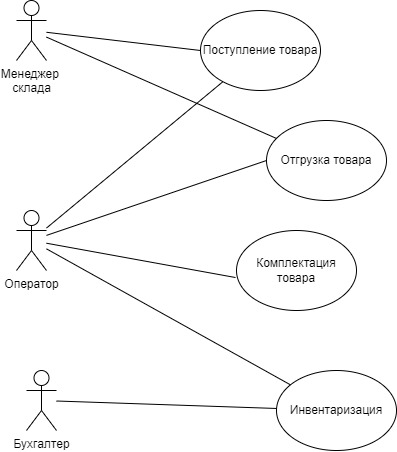 Поступление товара
Менеджер
склада
Отгрузка товара
Комплектация
товара
Оператор
Инвентаризация
Бухгалтер